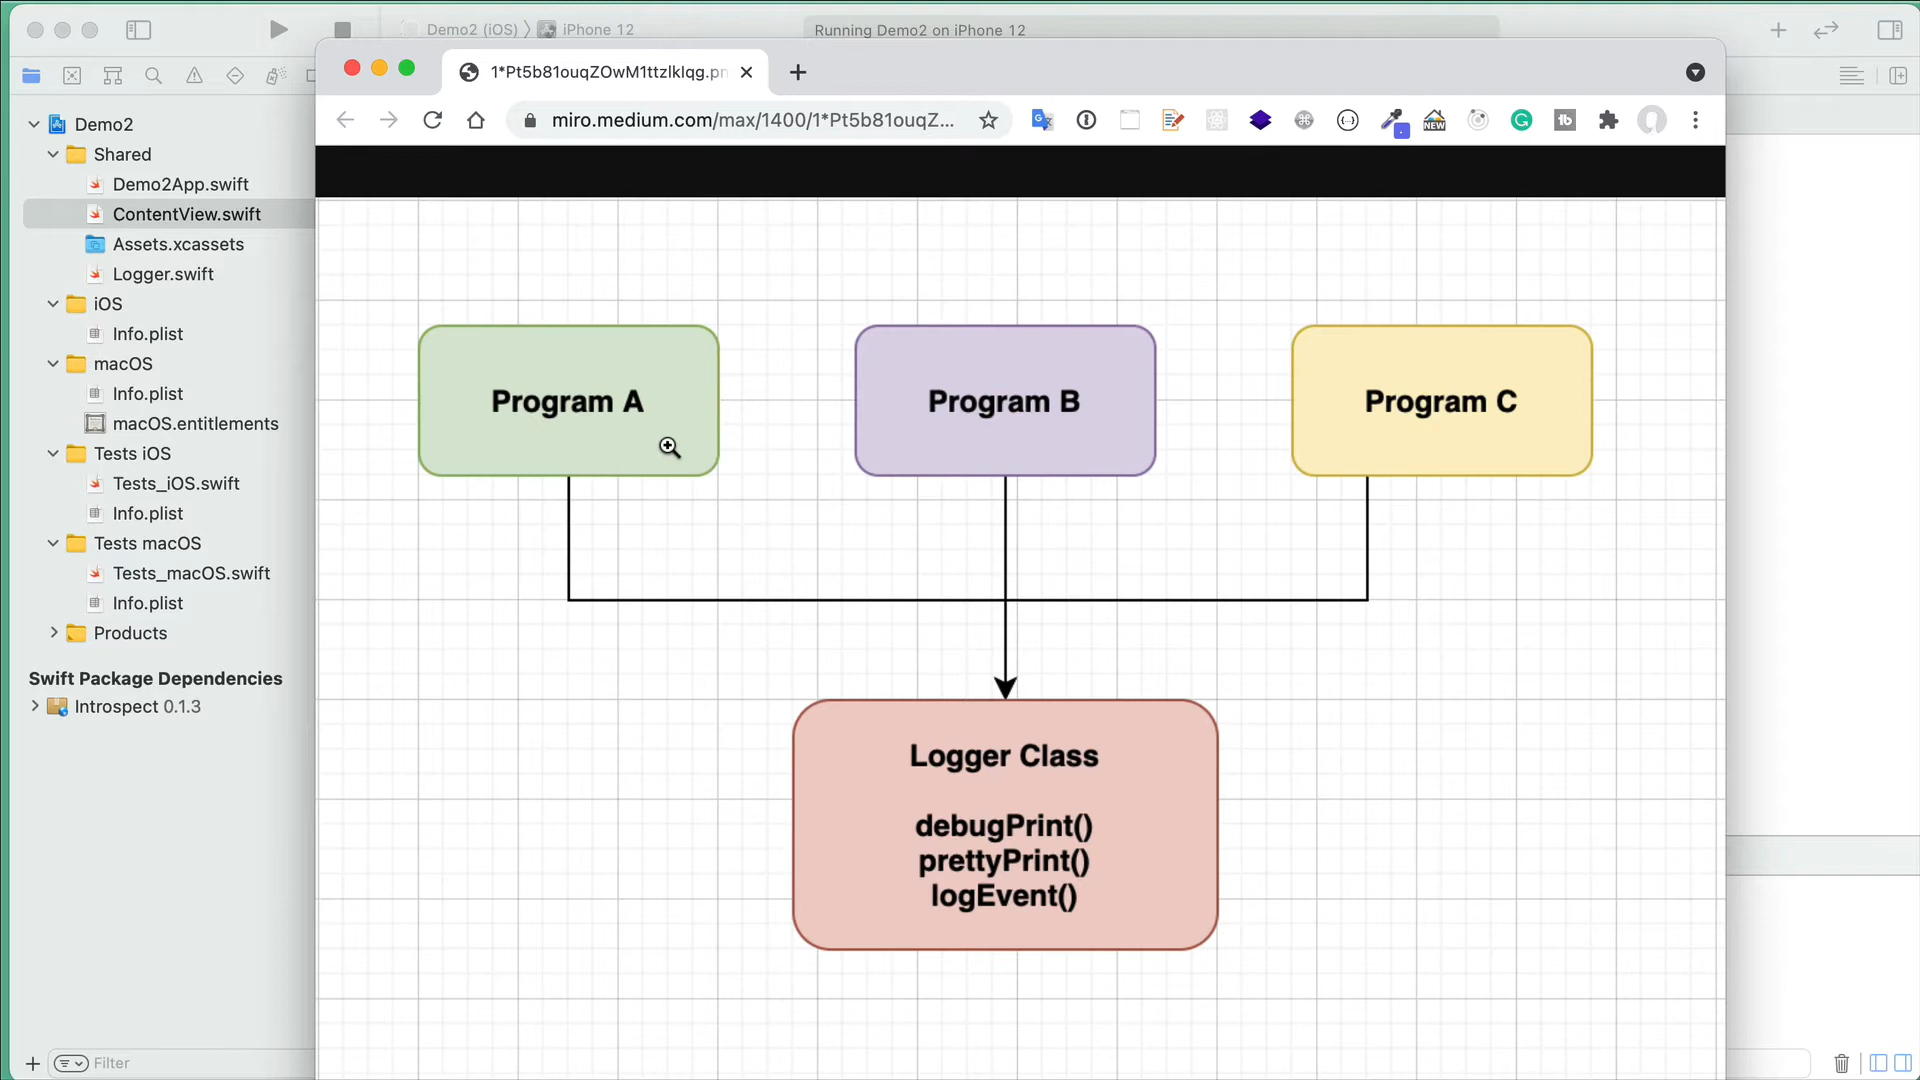 Demo2 (iOS) 〉 iPhone 12
Running Demo2 on iPhone 12
1*Pt5b81ouqZOwM1ttzlklqg.pn
miro.medium.com/max/1400/1*Pt5b81ouqZ...
NEW
Demo2
Shared
Demo2App.swift
ContentView.swift
Assets.xcassets
Logger.swift
iOS
Info.plist
macOS
Info.plist
macOS.entitlements
Tests iOS
Tests_iOS.swift
Info.plist
Tests macOS
Tests_macOS.swift
Info.plist
Products
Swift Package Dependencies
Introspect 0.1.3
Filter
Program A
Program B
Program C
Logger Class
debugPrint()
prettyPrint()
logEvent()